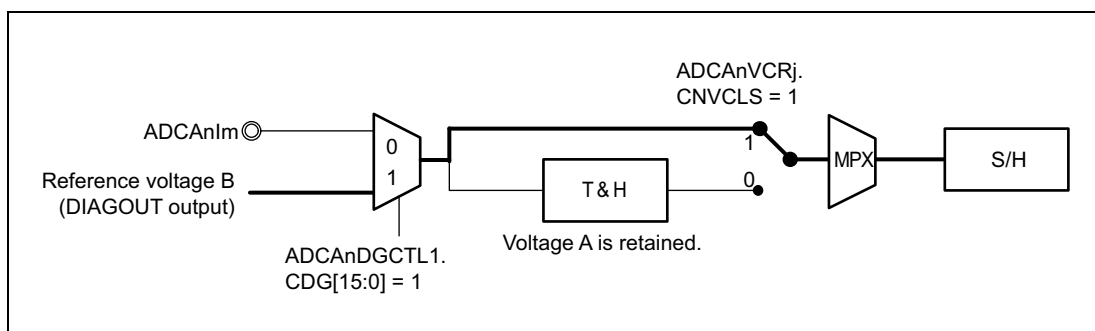 ADCAnVCRj.
CNVCLS = 1
ADCAnIm
0
1
1
MPX
S/H
Reference voltage B
(DIAGOUT output)
T & H
0
Voltage A is retained.
ADCAnDGCTL1.
CDG[15:0] = 1